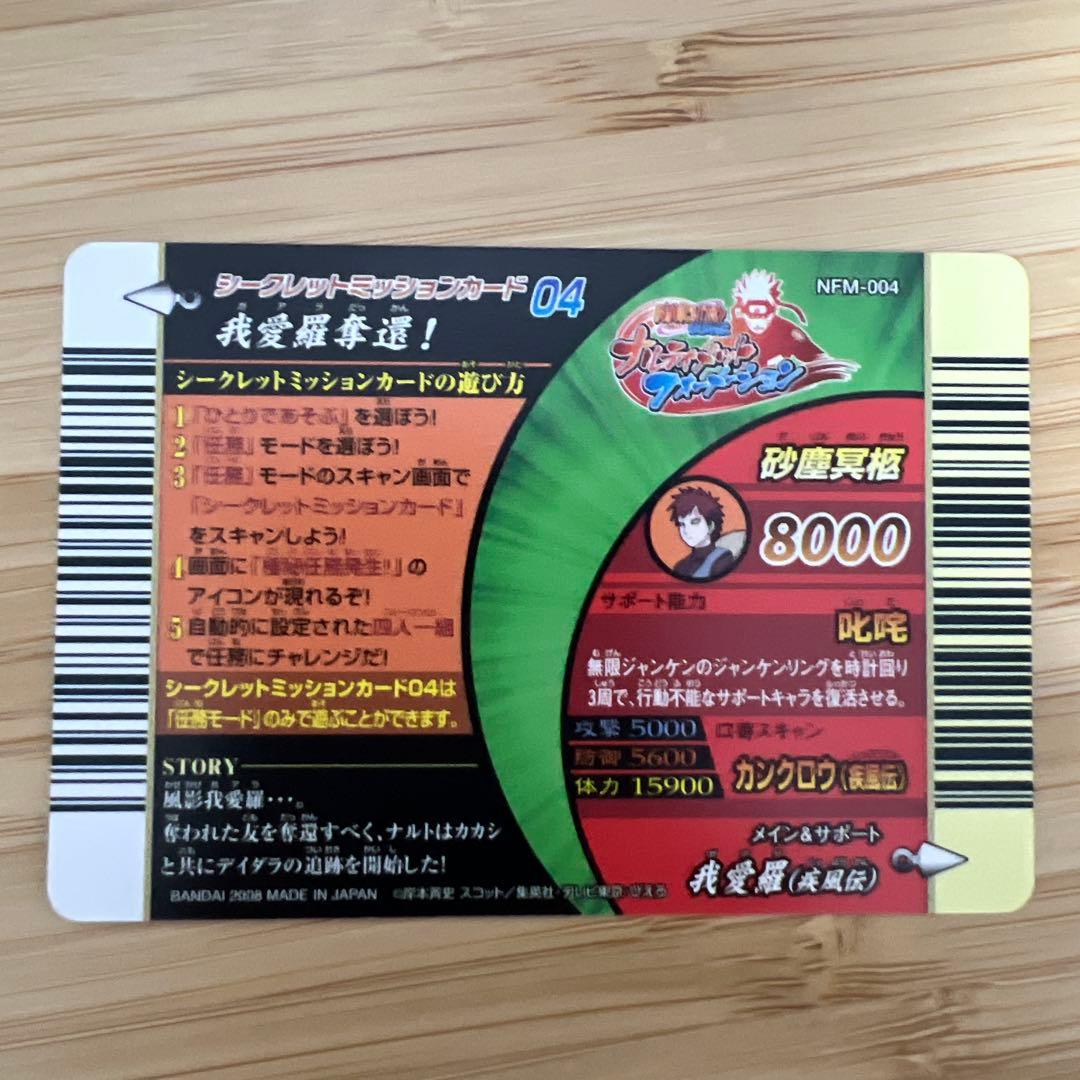 シークレットミッションカード 04
我愛羅奪還！
シークレットミッションカードの遊び方
1 『ひとりであそぶ』を選ぼう！
2 『任務』モードを選ぼう！
3 『任務』モードのスキャン画面で
『シークレットミッションカード』
をスキャンしよう！
4 画面に『極秘任務発生！！』の
アイコンが現れるぞ！
5 自動的に設定された四人一組
で任務にチャレンジだ！
シークレットミッションカード04は
「任務モード」のみで遊ぶことができます。
STORY
風影我愛羅・・・。
奪われた友を奪還すべく、ナルトはカカシ
と共にデイダラの追跡を開始した！
BANDAI 2008 MADE IN JAPAN ©岸本斉史 スコット／集英社・テレビ東京・ぴえろ
NFM-004
ナルティメット
フォーメーション
砂塵冥柩
8000
サポート能力
叱咤
無限ジャンケンのジャンケンリングを時計回り
3周で、行動不能なサポートキャラを復活させる。
攻撃 5000
防御 5600
体力 15900
口寄スキャン
カンクロウ（疾風伝）
メイン&サポート
我愛羅（疾風伝）